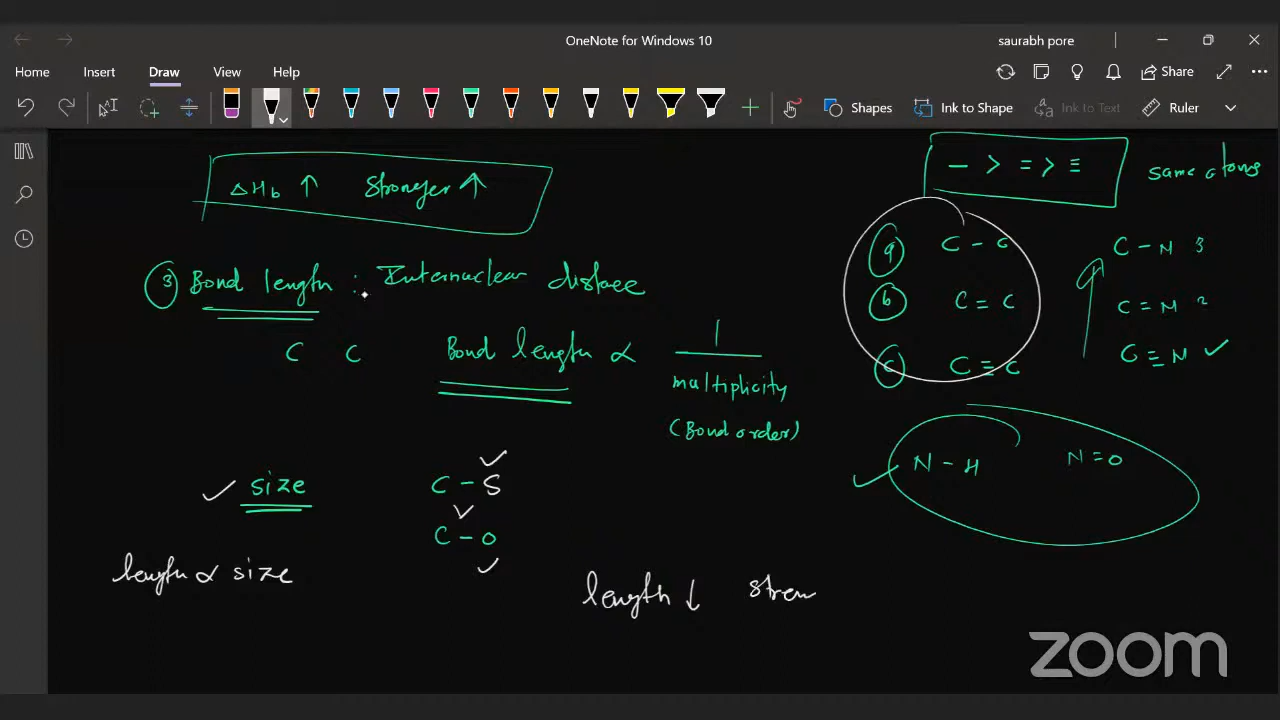 OneNote for Windows 10
saurabh pore
Home Insert Draw View Help
Share
Shapes
Ink to Shape
Ink to Text
Ruler
ΔHb ↑ Stronger ↑
— > = > ≡
same atoms
③ Bond length : Internuclear distace
C C
Bond length ∝ 1
multiplicity
(Bond order)
a C - C
b C = C
c C ≡ C
C - N 3
C = N 2
C ≡ N ✓
✓ size
C - S
C - O
✓ N - H N = O
length ∝ size
length ↓ stren
zoom